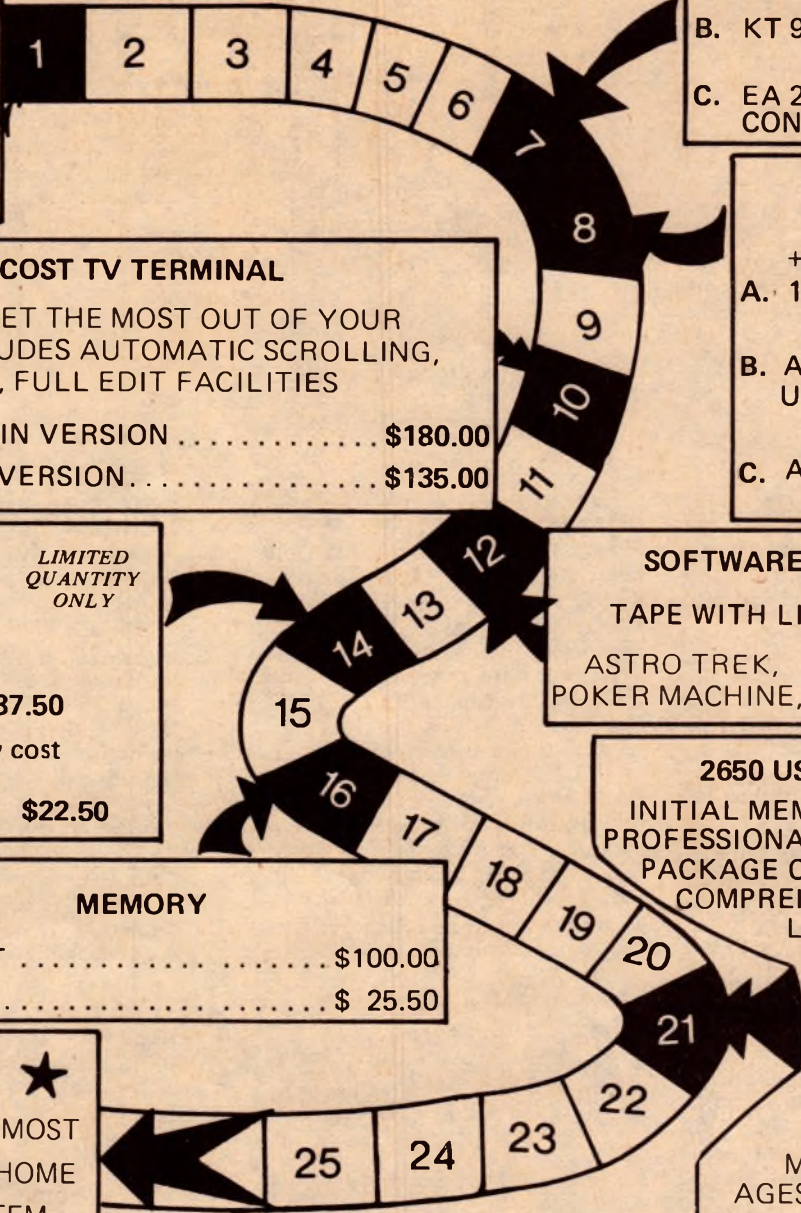 1 2 3 4 5 6 7 8 9 10 11 12 13 14 15 16 17 18 19 20 21 22 23 24 25
B. KT 9
C. EA 2
CON
+
A. 1
B. A
U
C. A
COST TV TERMINAL
ET THE MOST OUT OF YOUR
UDES AUTOMATIC SCROLLING,
, FULL EDIT FACILITIES
IN VERSION .............. $180.00
VERSION................. $135.00
LIMITED
QUANTITY
ONLY
37.50
cost
$22.50
SOFTWARE
TAPE WITH LI
ASTRO TREK,
POKER MACHINE,
2650 US
INITIAL MEM
PROFESSIONA
PACKAGE C
COMPREH
L
MEMORY
T ...................... $100.00
...................... $ 25.50
MOST
HOME
TEM
M
AGES